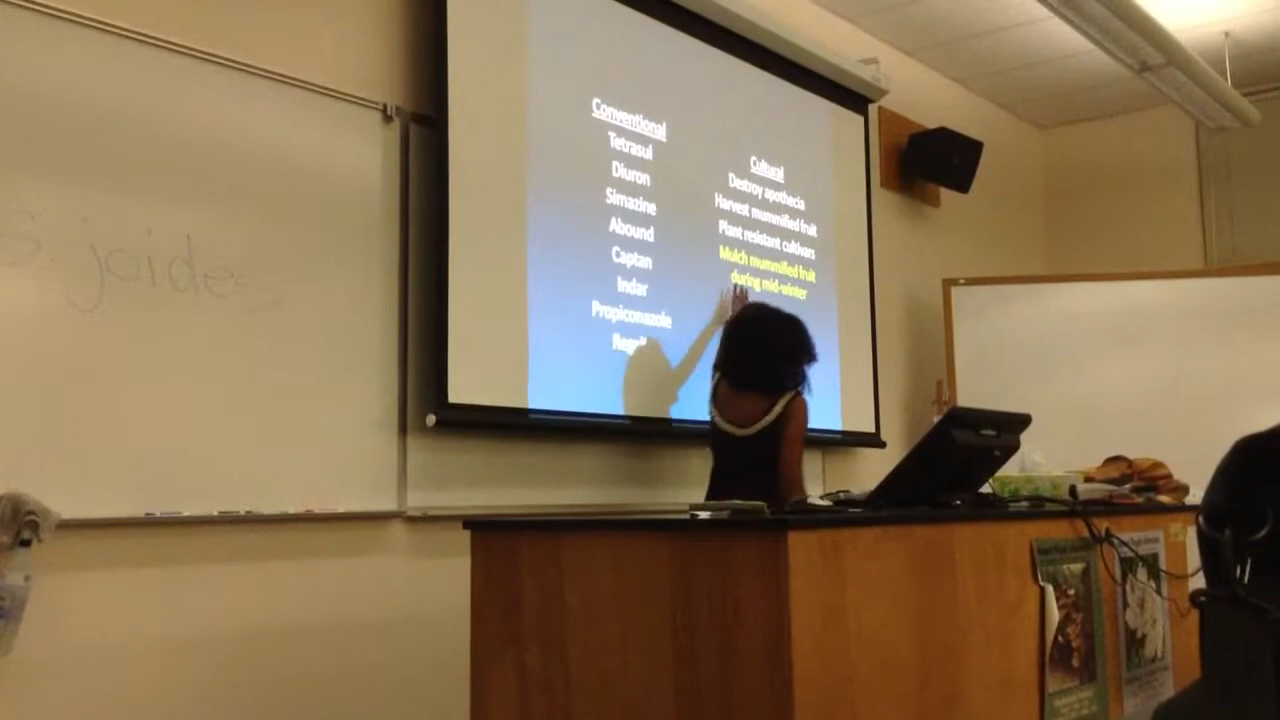 s. joides
Conventional
Tetrasul
Diuron
Simazine
Abound
Captan
Indar
Propiconazole
Cultural
Destroy apothecia
Harvest mummified fruit
Plant resistant cultivars
Mulch mummified fruit
during mid-winter